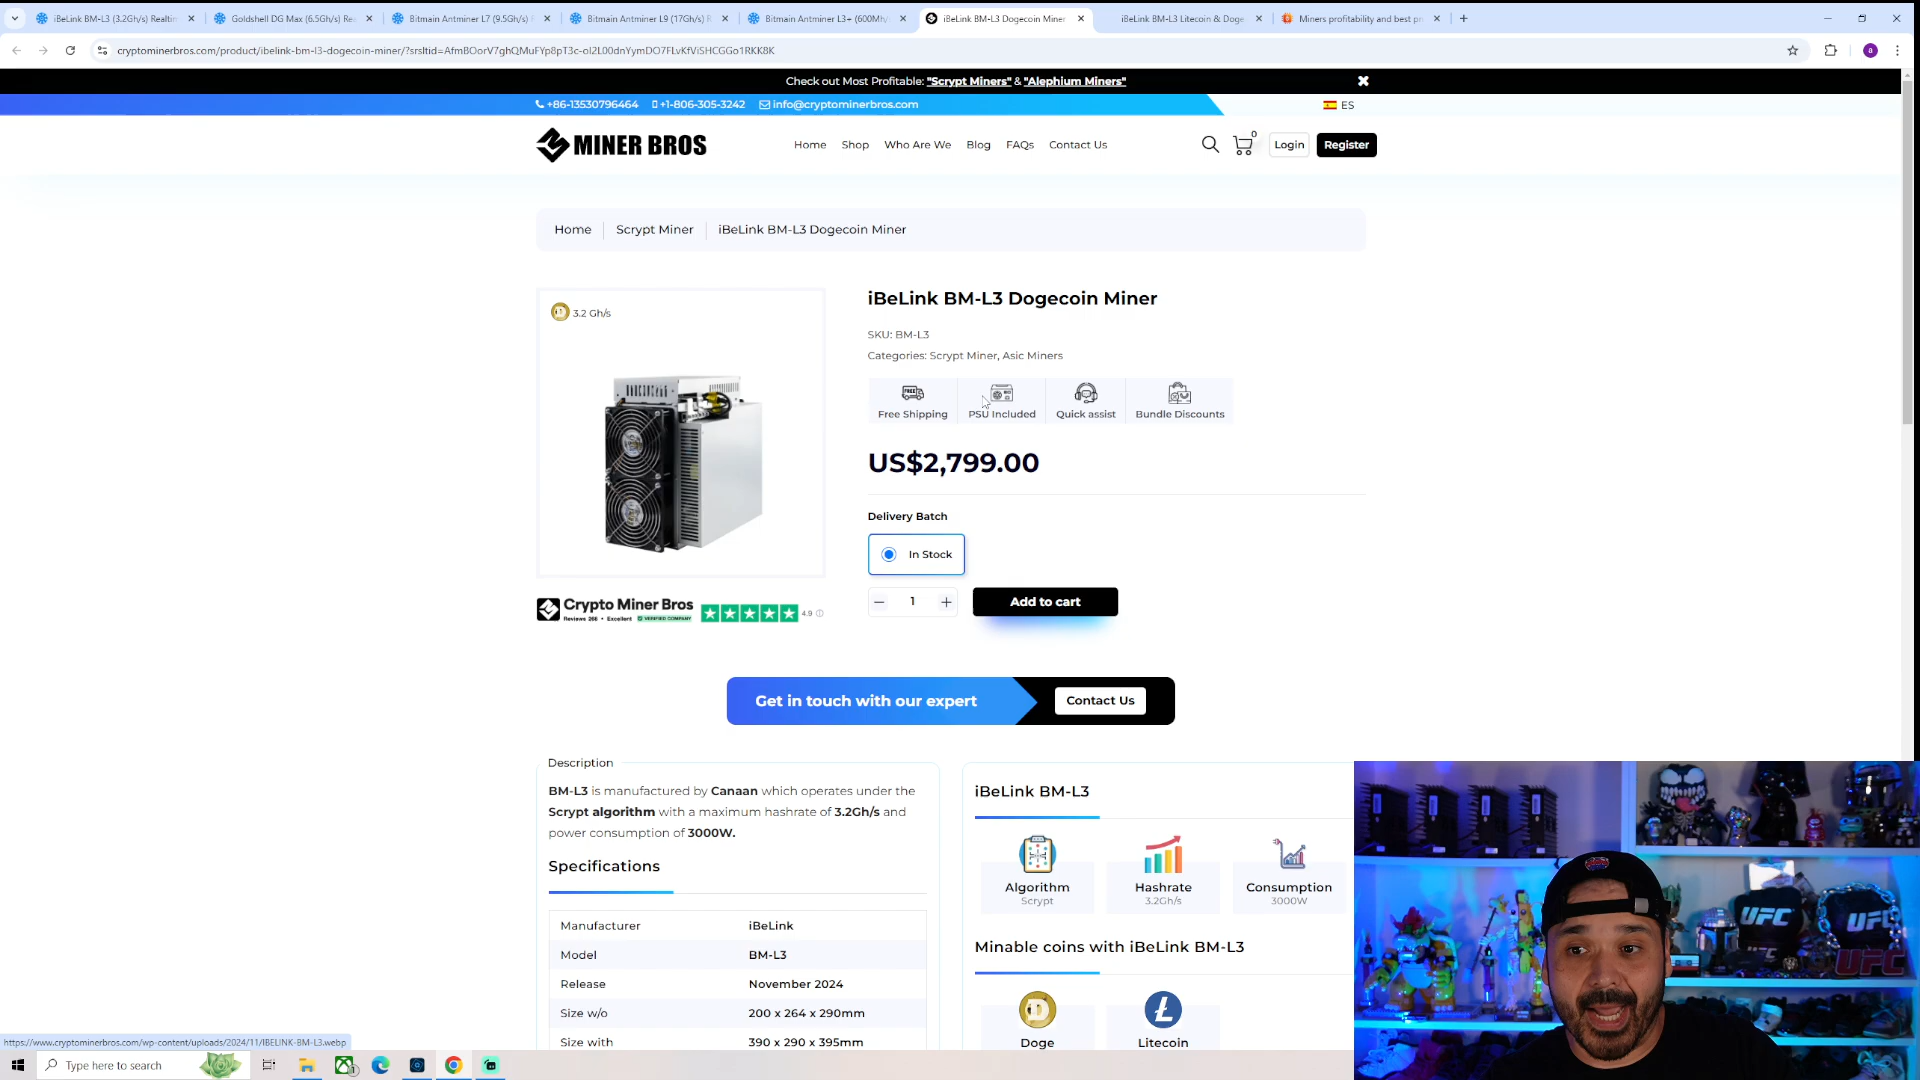 iBeLink BM-L3 (3.2Gh/s) Realtim
Goldshell DG Max (6.5Gh/s) Rea
Bitmain Antminer L7 (9.5Gh/s)
Bitmain Antminer L9 (17Gh/s) R
Bitmain Antminer L3+ (600Mh/
iBeLink BM-L3 Dogecoin Miner
iBeLink BM-L3 Litecoin & Doge
Miners profitability and best pr
cryptominerbros.com/product/ibelink-bm-l3-dogecoin-miner/?srsltid=AfmBOorV7ghQMuFYp8pT3c-oI2L00dnYymDO7FLvKfViSHCGGo1RKK8K
a
Check out Most Profitable: "Scrypt Miners" & "Alephium Miners"
+86-13530796464
+1-806-305-3242
info@cryptominerbros.com
ES
MINER BROS
Home
Shop
Who Are We
Blog
FAQs
Contact Us
0
Login
Register
Home
Scrypt Miner
iBeLink BM-L3 Dogecoin Miner
3.2 Gh/s
iBeLink BM-L3 Dogecoin Miner
SKU: BM-L3
Categories: Scrypt Miner, Asic Miners
FREE
Free Shipping
PSU Included
Quick assist
Bundle Discounts
US$2,799.00
Delivery Batch
In Stock
1
Add to cart
Crypto Miner Bros
Reviews 266 • Excellent
VERIFIED COMPANY
4.9
Get in touch with our expert
Contact Us
Description
BM-L3 is manufactured by Canaan which operates under the
Scrypt algorithm with a maximum hashrate of 3.2Gh/s and
power consumption of 3000W.
Specifications
Manufacturer iBeLink
Model BM-L3
Release November 2024
Size w/o 200 x 264 x 290mm
Size with 390 x 290 x 395mm
iBeLink BM-L3
Algorithm
Scrypt
Hashrate
3.2Gh/s
Consumption
3000W
Minable coins with iBeLink BM-L3
Doge
Litecoin
UFC
UFC
UFC
https://www.cryptominerbros.com/wp-content/uploads/2024/11/IBELINK-BM-L3.webp
Type here to search